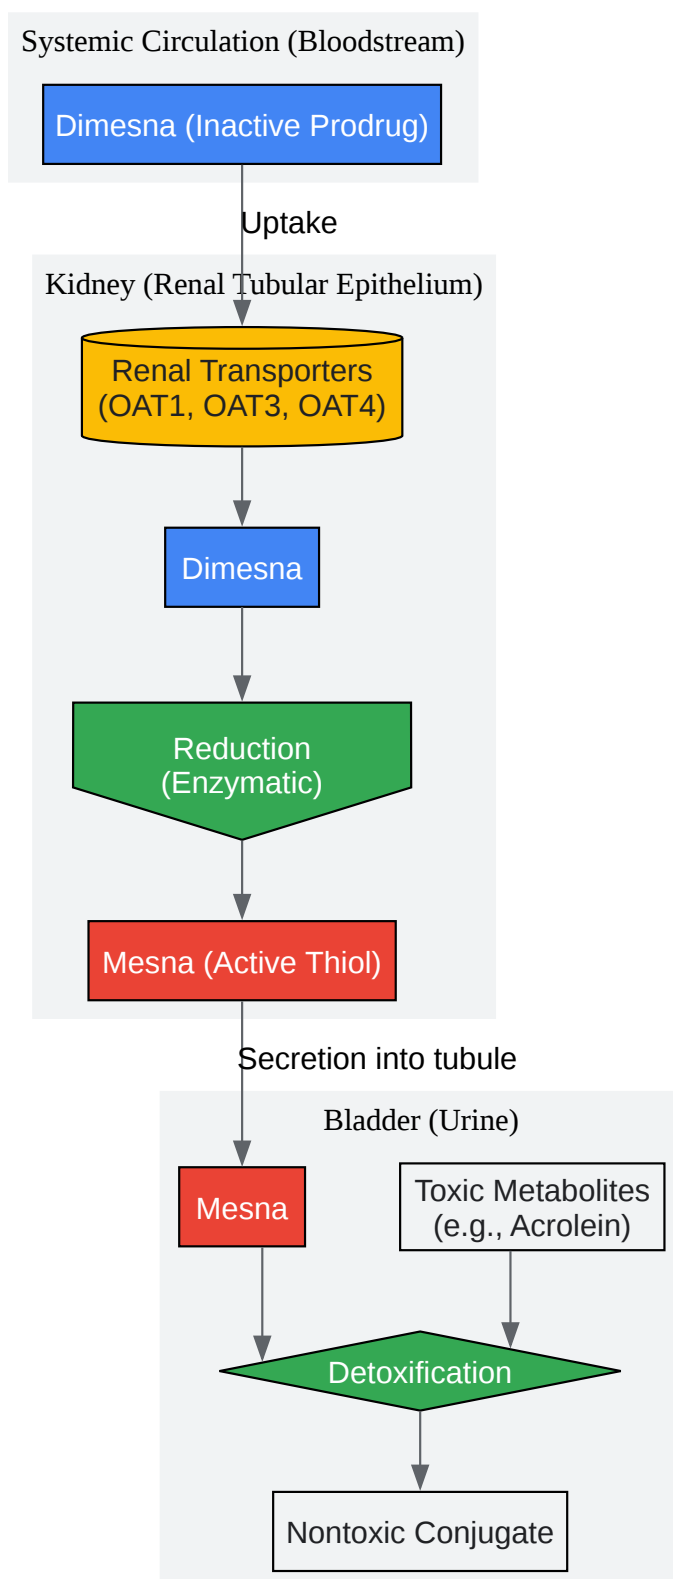 Systemic Circulation (Bloodstream)
Dimesna (Inactive Prodrug)
Uptake
Kidney (Renal Tubular Epithelium)
Renal Transporters
(OAT1, OAT3, OAT4)
Dimesna
Reduction
(Enzymatic)
Mesna (Active Thiol)
Secretion into tubule
Bladder (Urine)
Mesna
Toxic Metabolites
(e.g., Acrolein)
Detoxification
Nontoxic Conjugate